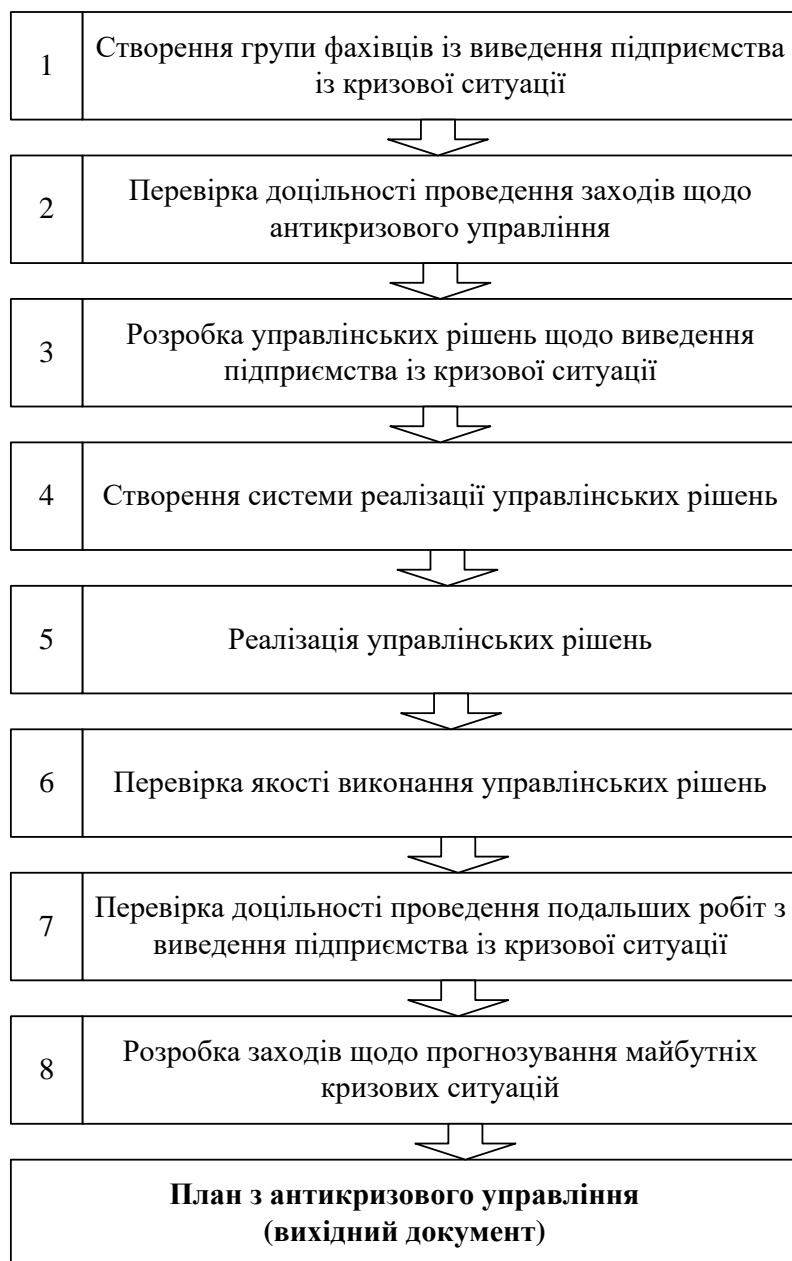 1
Створення групи фахівців із виведення підприємства
із кризової ситуації
2
Перевірка доцільності проведення заходів щодо
антикризового управління
3
Розробка управлінських рішень щодо виведення
підприємства із кризової ситуації
4
Створення системи реалізації управлінських рішень
5
Реалізація управлінських рішень
6
Перевірка якості виконання управлінських рішень
7
Перевірка доцільності проведення подальших робіт з
виведення підприємства із кризової ситуації
8
Розробка заходів щодо прогнозування майбутніх
кризових ситуацій
План з антикризового управління
(вихідний документ)